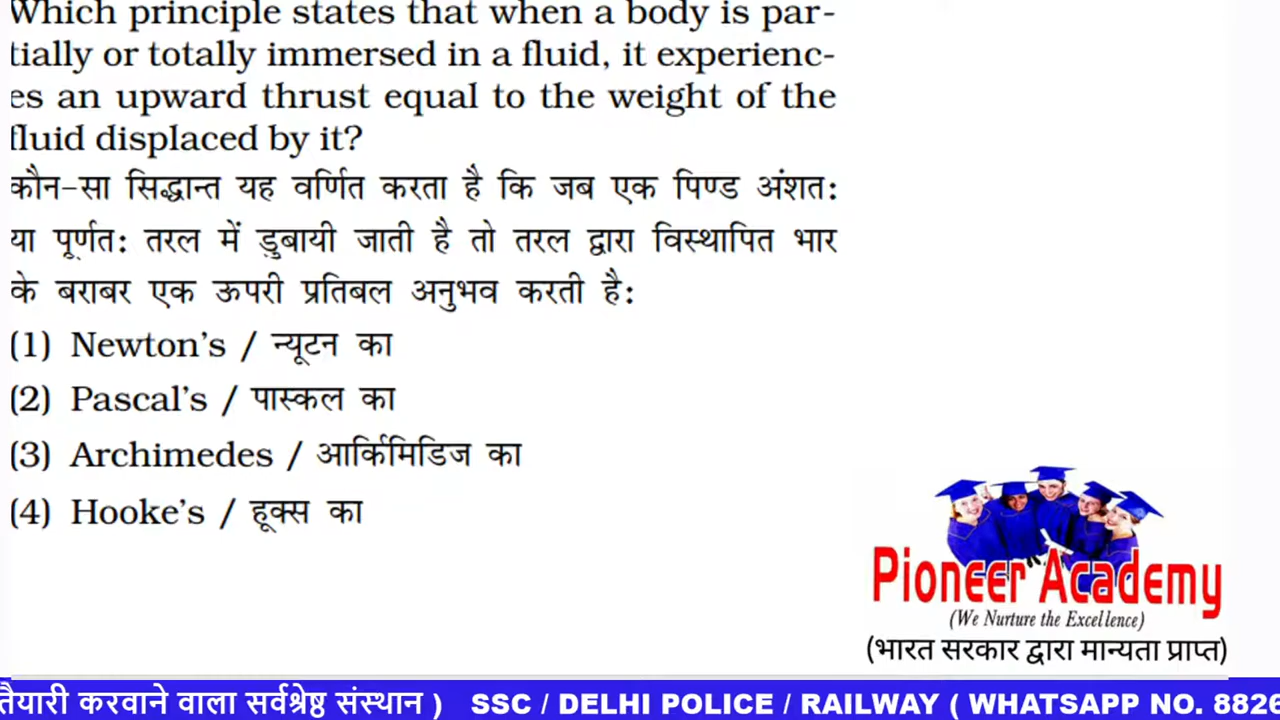 Which principle states that when a body is par-
tially or totally immersed in a fluid, it experienc-
es an upward thrust equal to the weight of the
fluid displaced by it?
कौन-सा सिद्धान्त यह वर्णित करता है कि जब एक पिण्ड अंशत:
या पूर्णत: तरल में डुबायी जाती है तो तरल द्वारा विस्थापित भार
के बराबर एक ऊपरी प्रतिबल अनुभव करती है:
(1) Newton's / न्यूटन का
(2) Pascal's / पास्कल का
(3) Archimedes / आर्किमिडिज का
(4) Hooke's / हूक्स का
Pioneer Academy
(We Nurture the Excellence)
(भारत सरकार द्वारा मान्यता प्राप्त)
तैयारी करवाने वाला सर्वश्रेष्ठ संस्थान ) SSC / DELHI POLICE / RAILWAY ( WHATSAPP NO. 8826